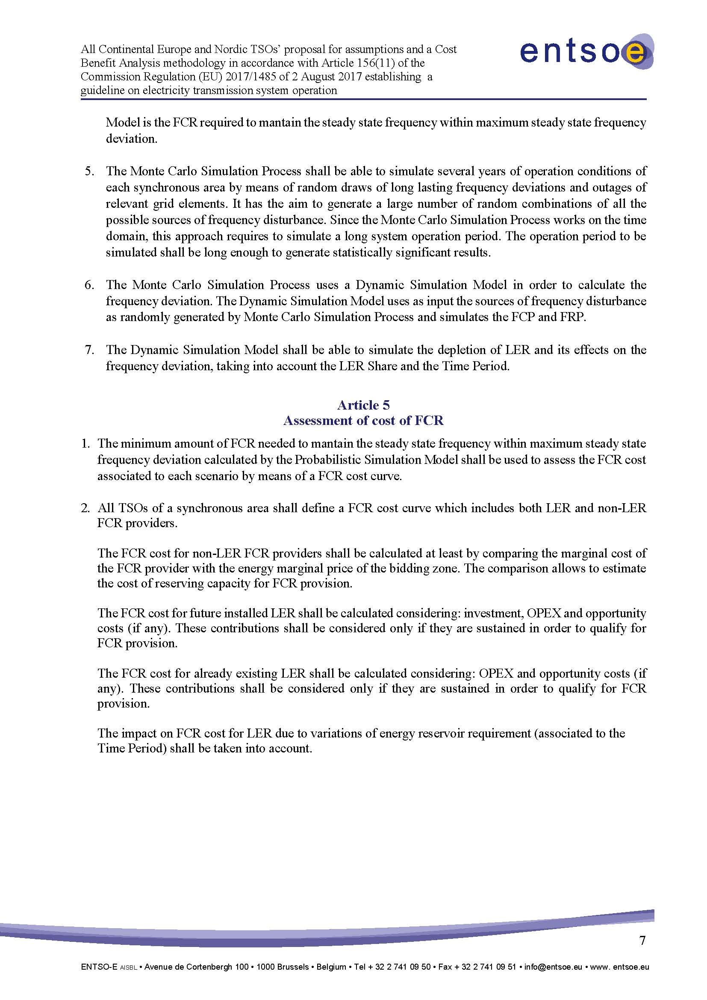 All Continental Europe and Nordic TSOs’ proposal for assumptions and a Cost
Benefit Analysis methodology in accordance with Article 156(11) of the
Commission Regulation (EU) 2017/1485 of 2 August 2017 establishing a
guideline on electricity transmission system operation
entsoe
Model is the FCR required to mantain the steady state frequency within maximum steady state frequency
deviation.
5. The Monte Carlo Simulation Process shall be able to simulate several years of operation conditions of
each synchronous area by means of random draws of long lasting frequency deviations and outages of
relevant grid elements. It has the aim to generate a large number of random combinations of all the
possible sources of frequency disturbance. Since the Monte Carlo Simulation Process works on the time
domain, this approach requires to simulate a long system operation period. The operation period to be
simulated shall be long enough to generate statistically significant results.
6. The Monte Carlo Simulation Process uses a Dynamic Simulation Model in order to calculate the
frequency deviation. The Dynamic Simulation Model uses as input the sources of frequency disturbance
as randomly generated by Monte Carlo Simulation Process and simulates the FCP and FRP.
7. The Dynamic Simulation Model shall be able to simulate the depletion of LER and its effects on the
frequency deviation, taking into account the LER Share and the Time Period.
Article 5
Assessment of cost of FCR
1. The minimum amount of FCR needed to mantain the steady state frequency within maximum steady state
frequency deviation calculated by the Probabilistic Simulation Model shall be used to assess the FCR cost
associated to each scenario by means of a FCR cost curve.
2. All TSOs of a synchronous area shall define a FCR cost curve which includes both LER and non-LER
FCR providers.
The FCR cost for non-LER FCR providers shall be calculated at least by comparing the marginal cost of
the FCR provider with the energy marginal price of the bidding zone. The comparison allows to estimate
the cost of reserving capacity for FCR provision.
The FCR cost for future installed LER shall be calculated considering: investment, OPEX and opportunity
costs (if any). These contributions shall be considered only if they are sustained in order to qualify for
FCR provision.
The FCR cost for already existing LER shall be calculated considering: OPEX and opportunity costs (if
any). These contributions shall be considered only if they are sustained in order to qualify for FCR
provision.
The impact on FCR cost for LER due to variations of energy reservoir requirement (associated to the
Time Period) shall be taken into account.
7
ENTSO-E AISBL • Avenue de Cortenbergh 100 • 1000 Brussels • Belgium • Tel + 32 2 741 09 50 • Fax + 32 2 741 09 51 • info@entsoe.eu • www. entsoe.eu